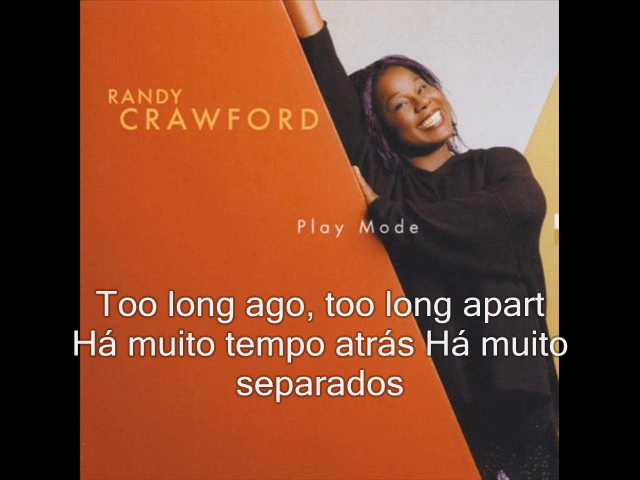 RANDY
CRAWFORD
Play Mode
Too long ago, too long apart
Há muito tempo atrás Há muito
separados